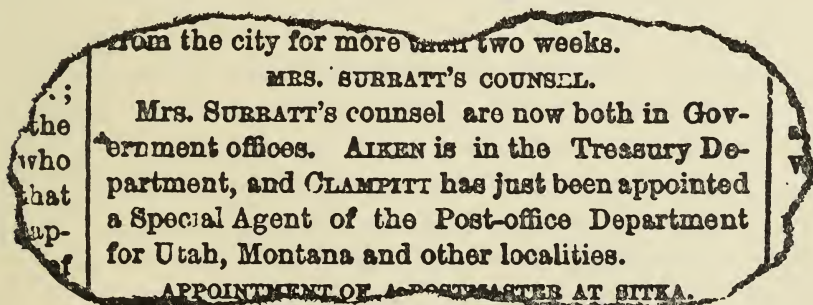 from the city for more than two weeks.
MRS. SURRATT'S COUNSEL.
Mrs. SURRATT'S counsel are now both in Gov-
ernment offices. AIKEN is in the Treasury De-
partment, and CLAMPITT has just been appointed
a Special Agent of the Post-office Department
for Utah, Montana and other localities.
APPOINTMENT OF A POSTMASTER AT SITKA.
the
who
that
ap-
of